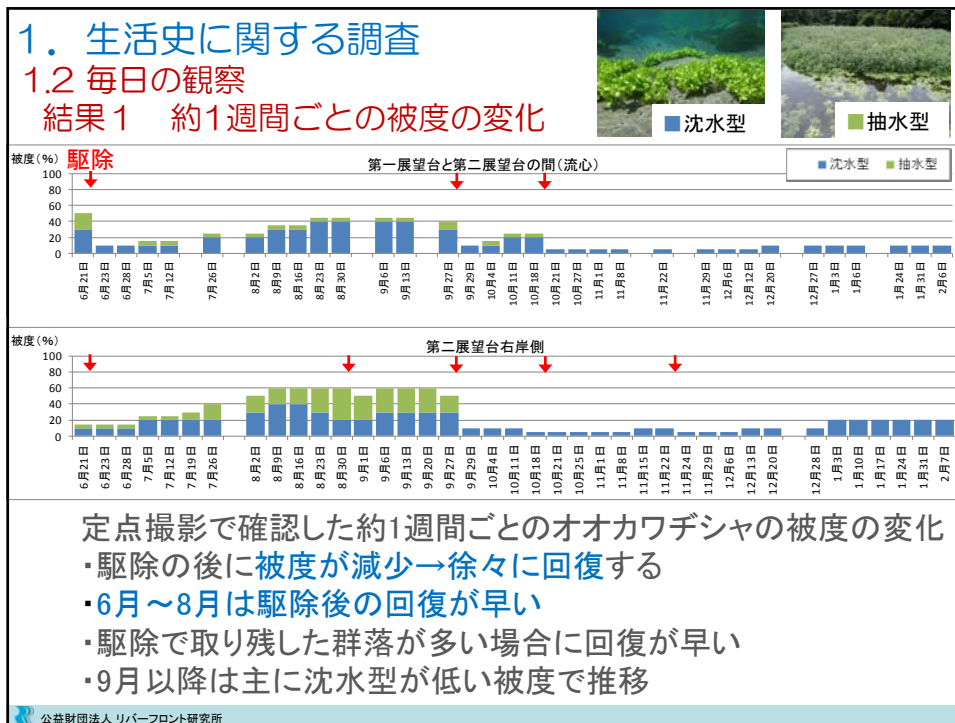 1. 生活史に関する調査
1.2 毎日の観察
結果1 約1週間ごとの被度の変化
■沈水型
■抽水型
被度(%)
駆除
第一展望台と第二展望台の間(流心)
■沈水型 ■抽水型
100
80
60
40
20
0
6月21日
6月23日
6月28日
7月5日
7月12日
7月26日
8月2日
8月9日
8月16日
8月23日
8月30日
9月6日
9月13日
9月27日
9月29日
10月4日
10月11日
10月18日
10月21日
10月27日
11月1日
11月8日
11月22日
11月29日
12月6日
12月12日
12月20日
12月27日
1月3日
1月6日
1月24日
1月31日
2月6日
被度(%)
第二展望台右岸側
100
80
60
40
20
0
6月21日
6月23日
6月28日
7月5日
7月12日
7月19日
7月26日
8月2日
8月9日
8月16日
8月23日
8月30日
9月1日
9月6日
9月13日
9月20日
9月27日
9月29日
10月4日
10月11日
10月18日
10月21日
10月25日
11月1日
11月8日
11月15日
11月22日
11月24日
11月29日
12月6日
12月13日
12月20日
12月28日
1月3日
1月10日
1月17日
1月24日
1月31日
2月7日
定点撮影で確認した約1週間ごとのオオカワヂシャの被度の変化
・駆除の後に被度が減少→徐々に回復する
・6月～8月は駆除後の回復が早い
・駆除で取り残した群落が多い場合に回復が早い
・9月以降は主に沈水型が低い被度で推移
公益財団法人 リバーフロント研究所